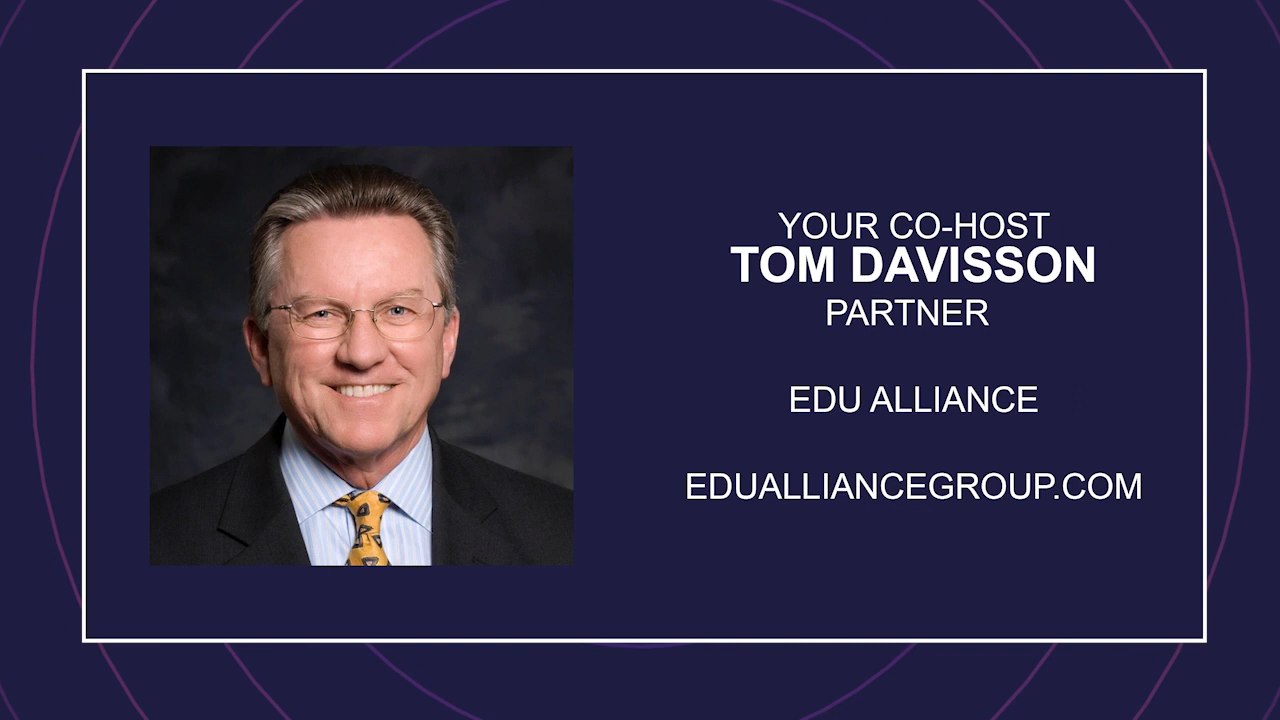 YOUR CO-HOST
TOM DAVISSON
PARTNER
EDU ALLIANCE
EDUALLIANCEGROUP.COM